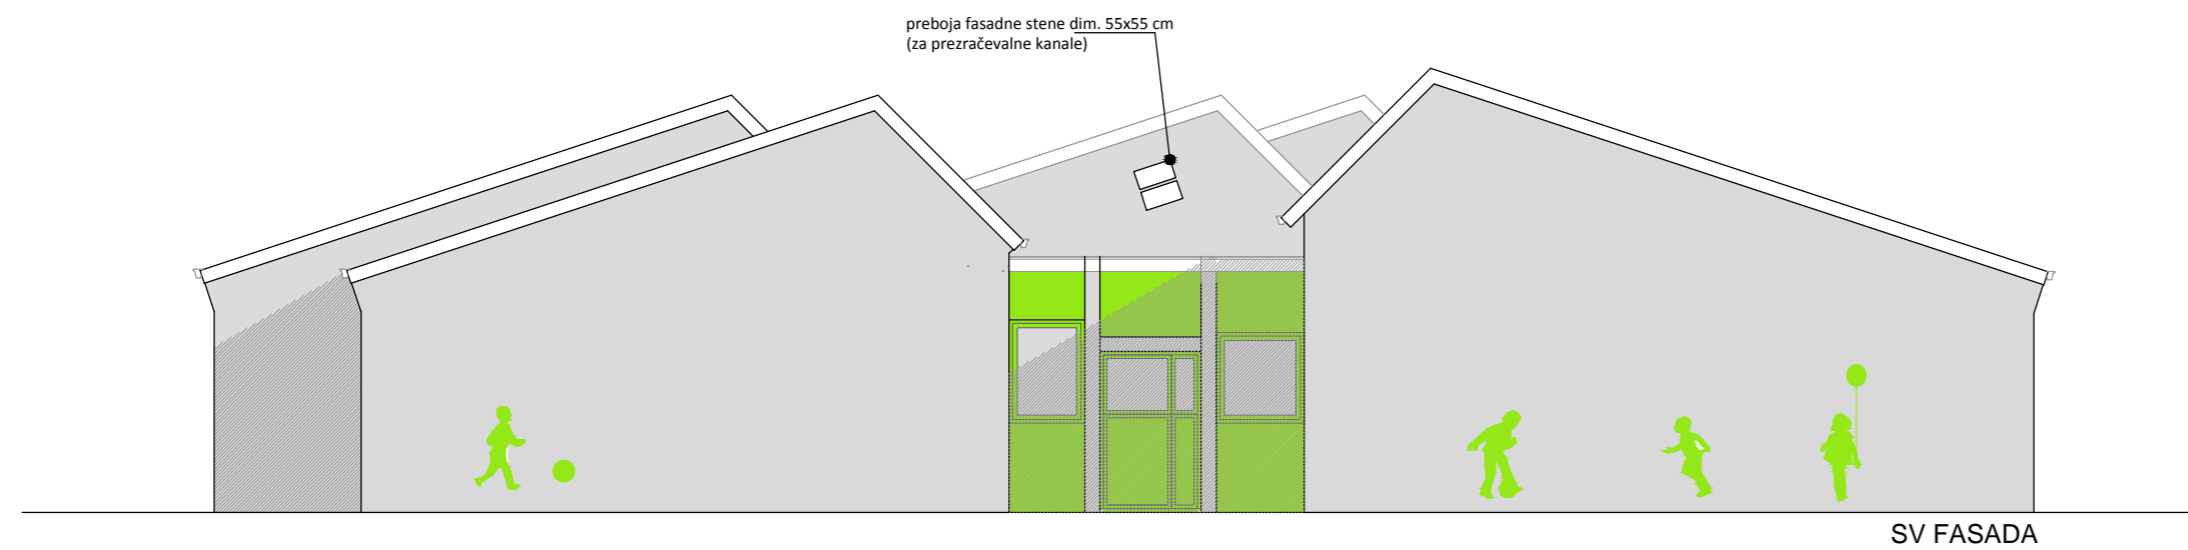 preboja fasadne stene dim. 55x55 cm
(za prezračevalne kanale)
SV FASADA